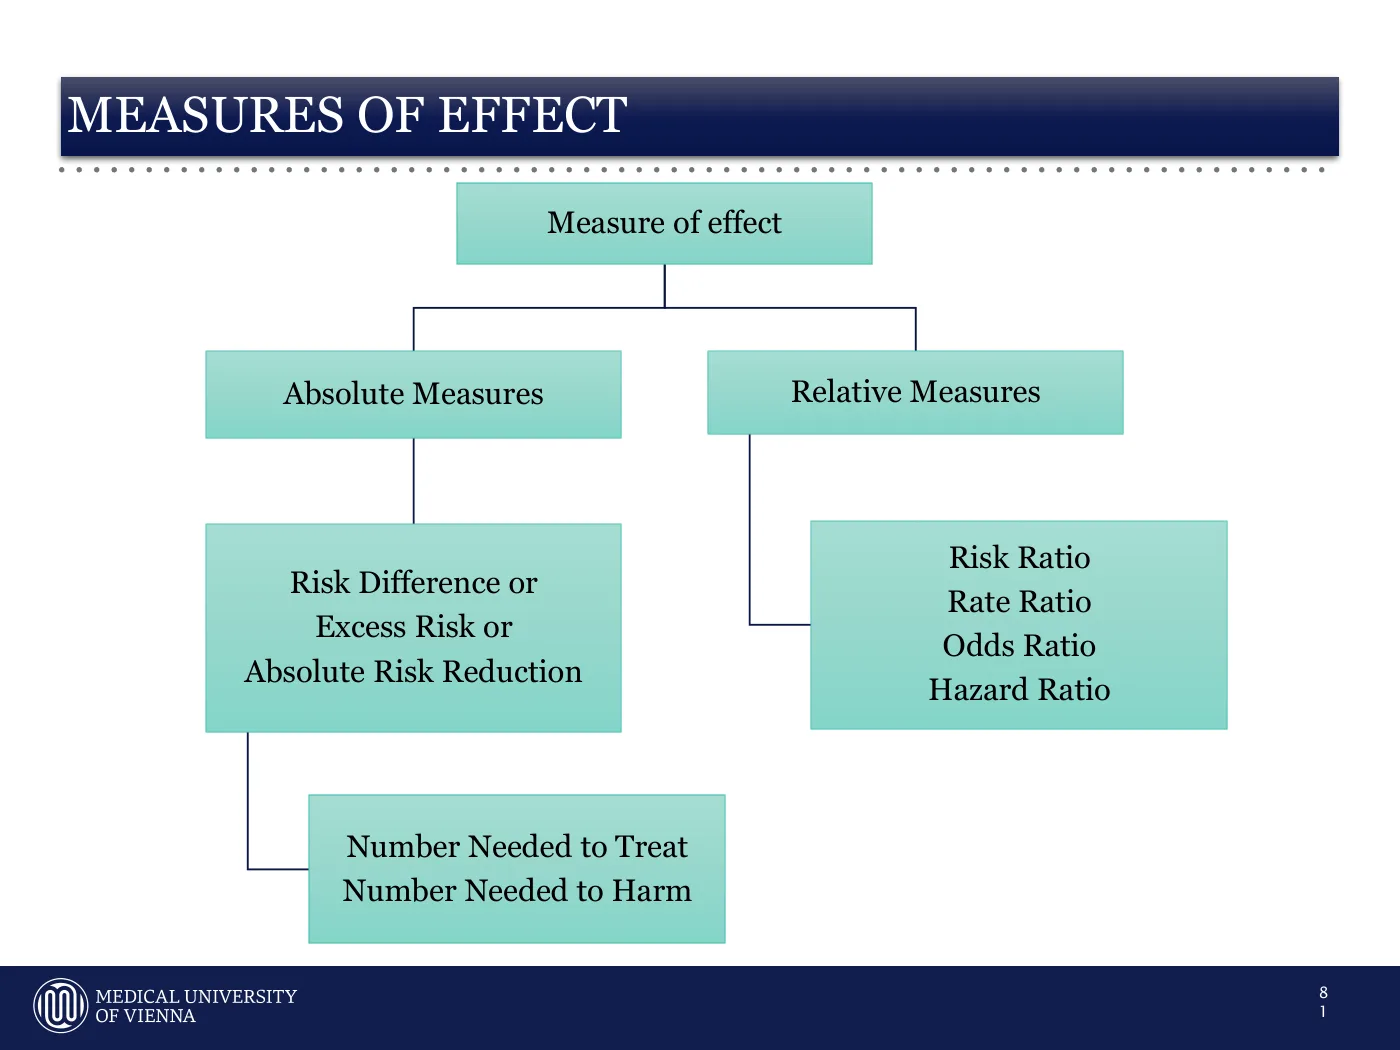 MEASURES OF EFFECT
Measure of effect
Absolute Measures
Relative Measures
Risk Difference or
Excess Risk or
Absolute Risk Reduction
Risk Ratio
Rate Ratio
Odds Ratio
Hazard Ratio
Number Needed to Treat
Number Needed to Harm
MEDICAL UNIVERSITY
OF VIENNA
8
1